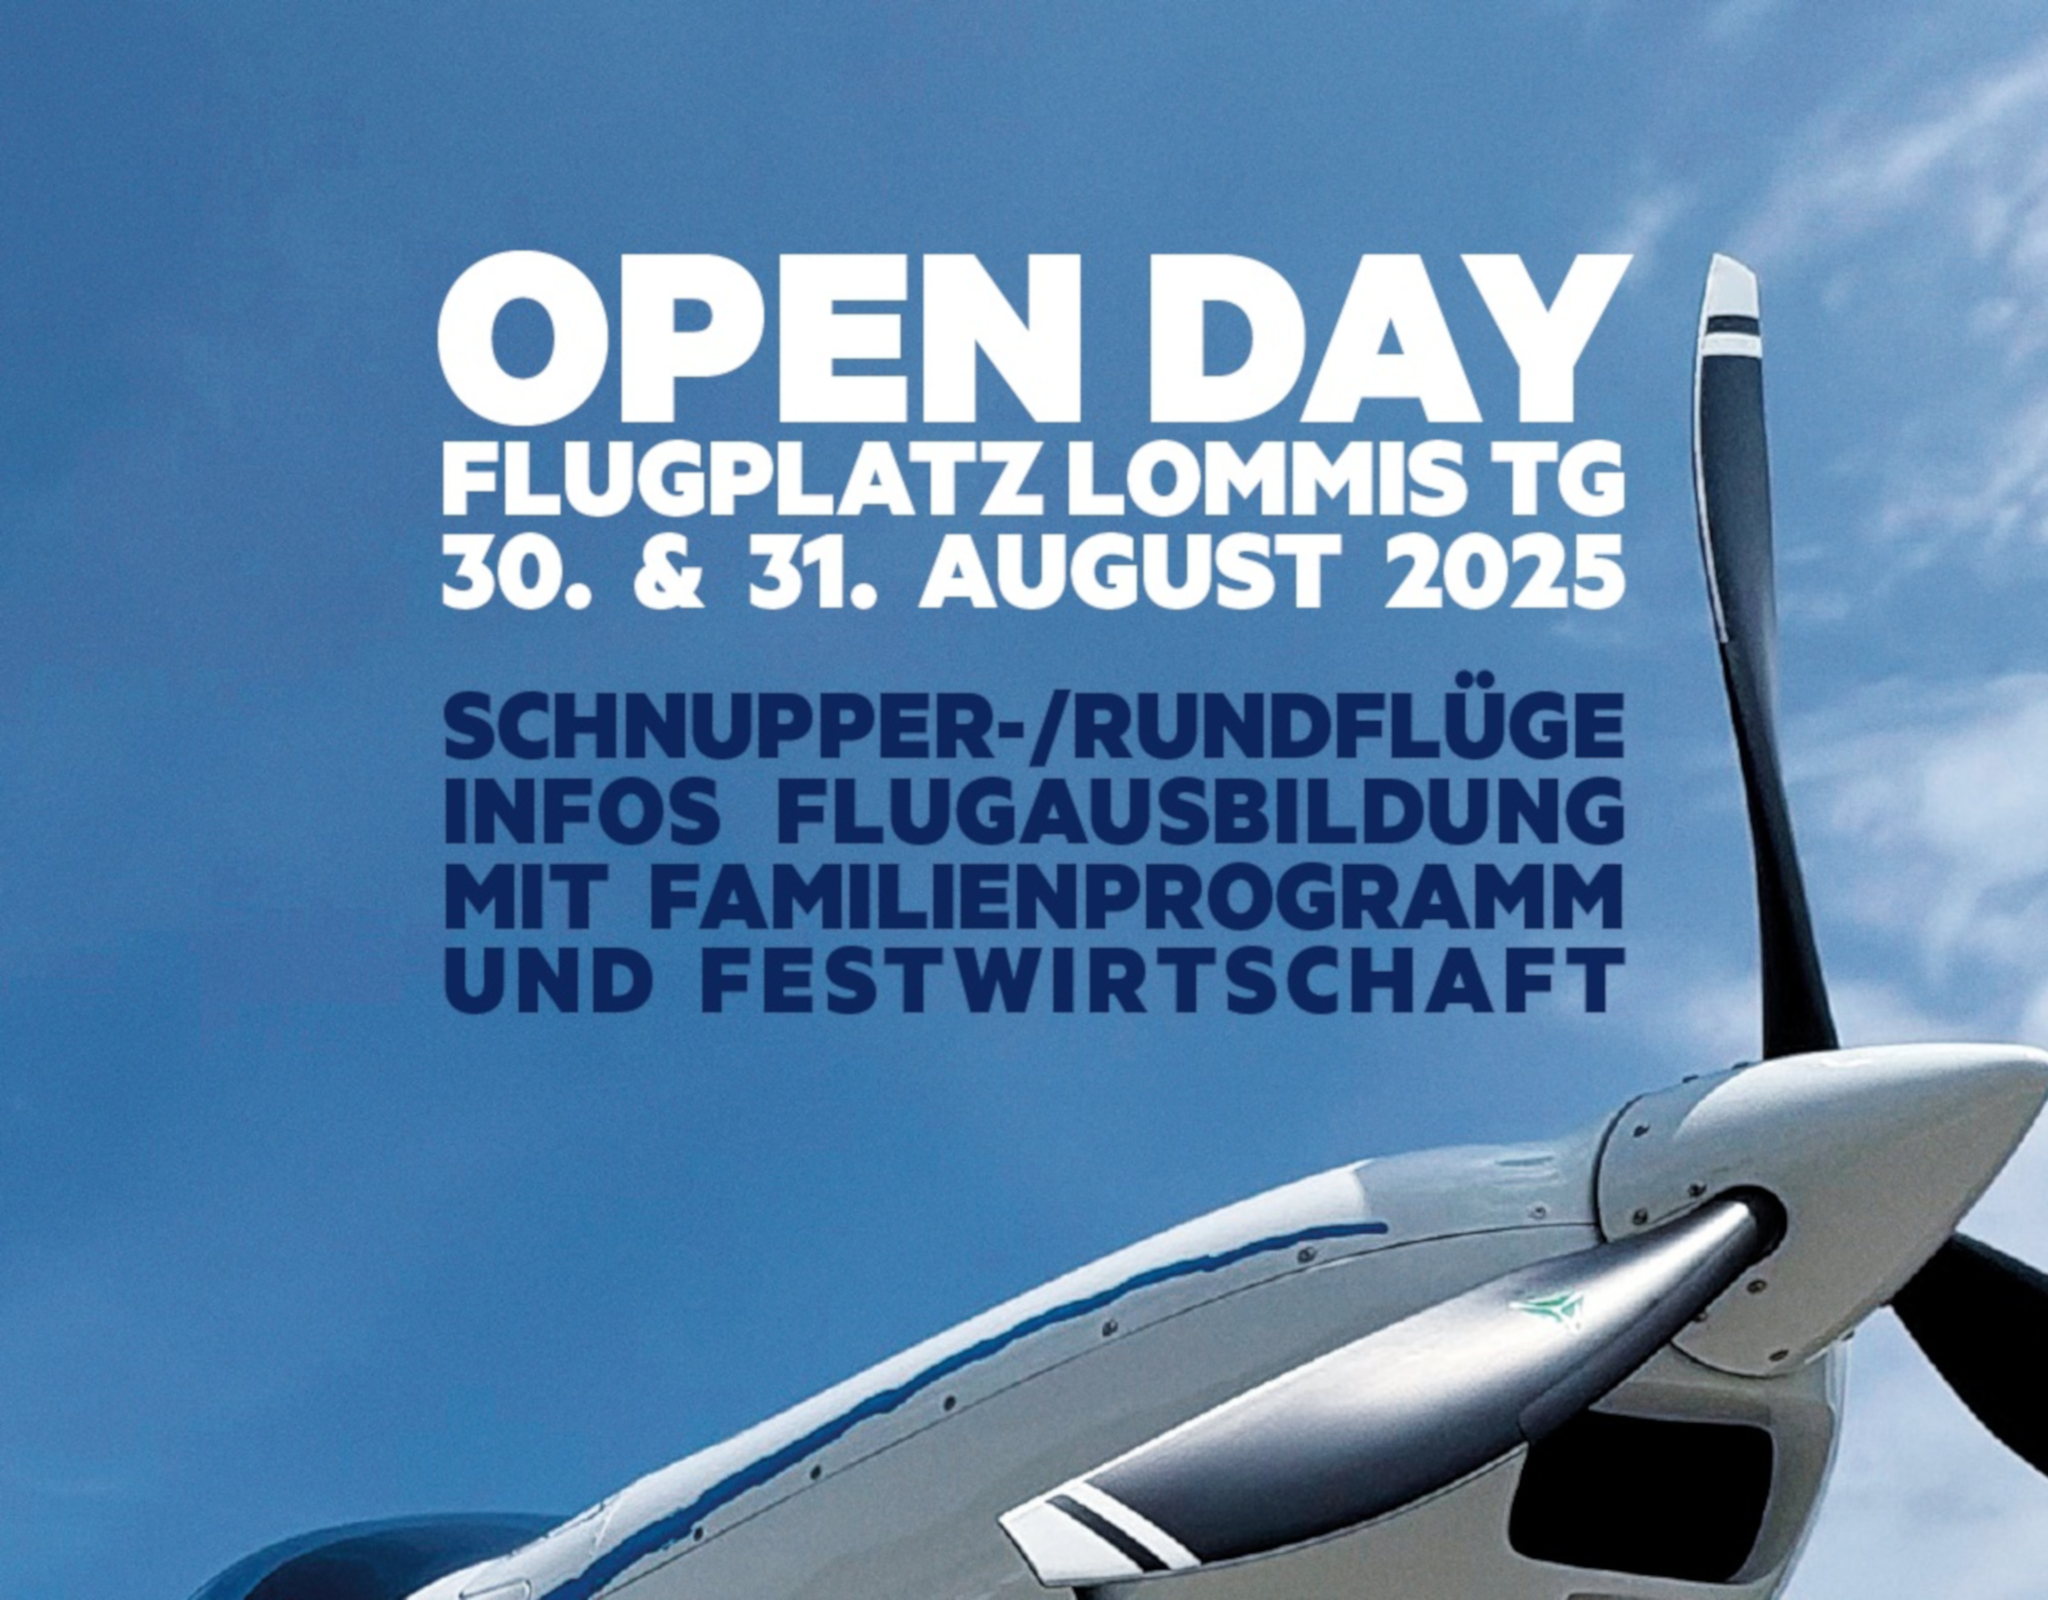 OPEN DAY
FLUGPLATZ LOMMIS TG
30. & 31. AUGUST 2025
SCHNUPPER-/RUNDFLÜGE
INFOS FLUGAUSBILDUNG
MIT FAMILIENPROGRAMM
UND FESTWIRTSCHAFT